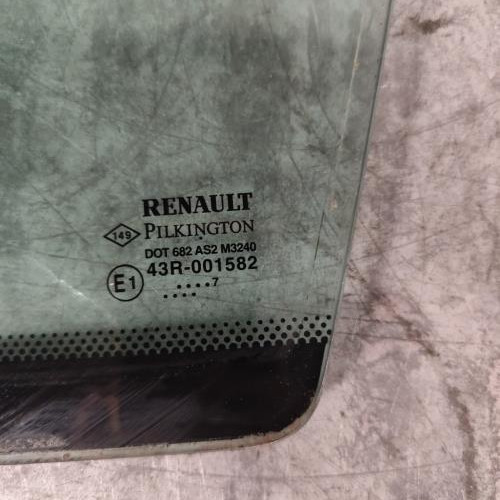 RENAULT
149 PILKINGTON
DOT 682 AS2 M3240
E1 43R-001582
....7
....